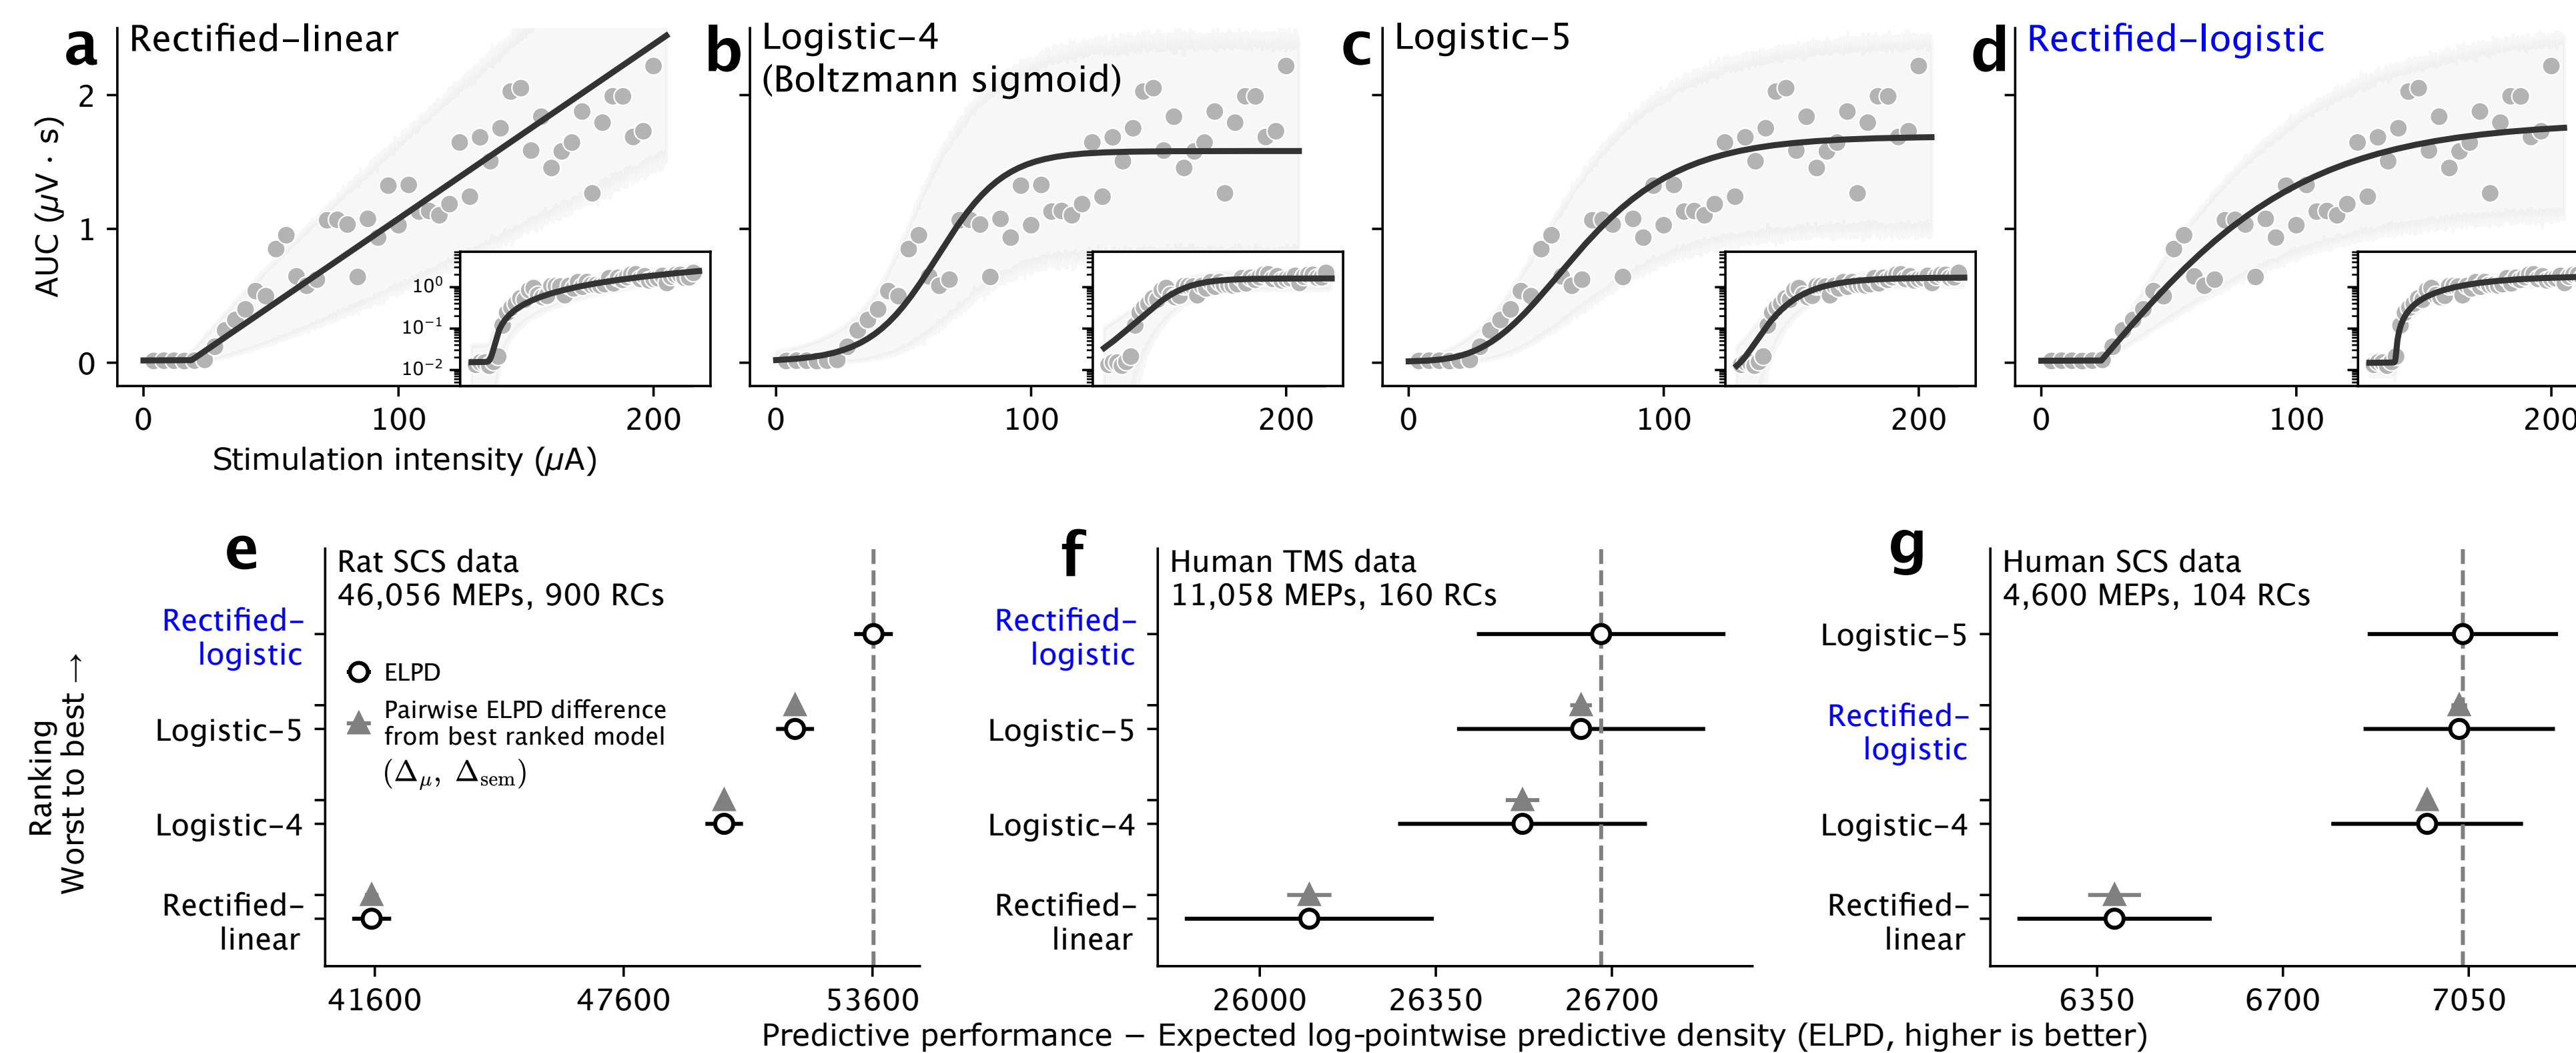 a
Rectified–linear
b
Logistic–4
(Boltzmann sigmoid)
c
Logistic–5
d
Rectified–logistic
AUC (µV · s)
2
1
0
10⁰
10⁻¹
10⁻²
0 100 200
0 100 200
0 100 200
0 100 200
Stimulation intensity (µA)
Ranking
Worst to best →
e
Rat SCS data
46,056 MEPs, 900 RCs
Rectified–
logistic
Logistic–5
Logistic–4
Rectified–
linear
ELPD
Pairwise ELPD difference
from best ranked model
(Δμ, Δsem)
41600 47600 53600
f
Human TMS data
11,058 MEPs, 160 RCs
Rectified–
logistic
Logistic–5
Logistic–4
Rectified–
linear
26000 26350 26700
g
Human SCS data
4,600 MEPs, 104 RCs
Logistic–5
Rectified–
logistic
Logistic–4
Rectified–
linear
6350 6700 7050
Predictive performance − Expected log-pointwise predictive density (ELPD, higher is better)